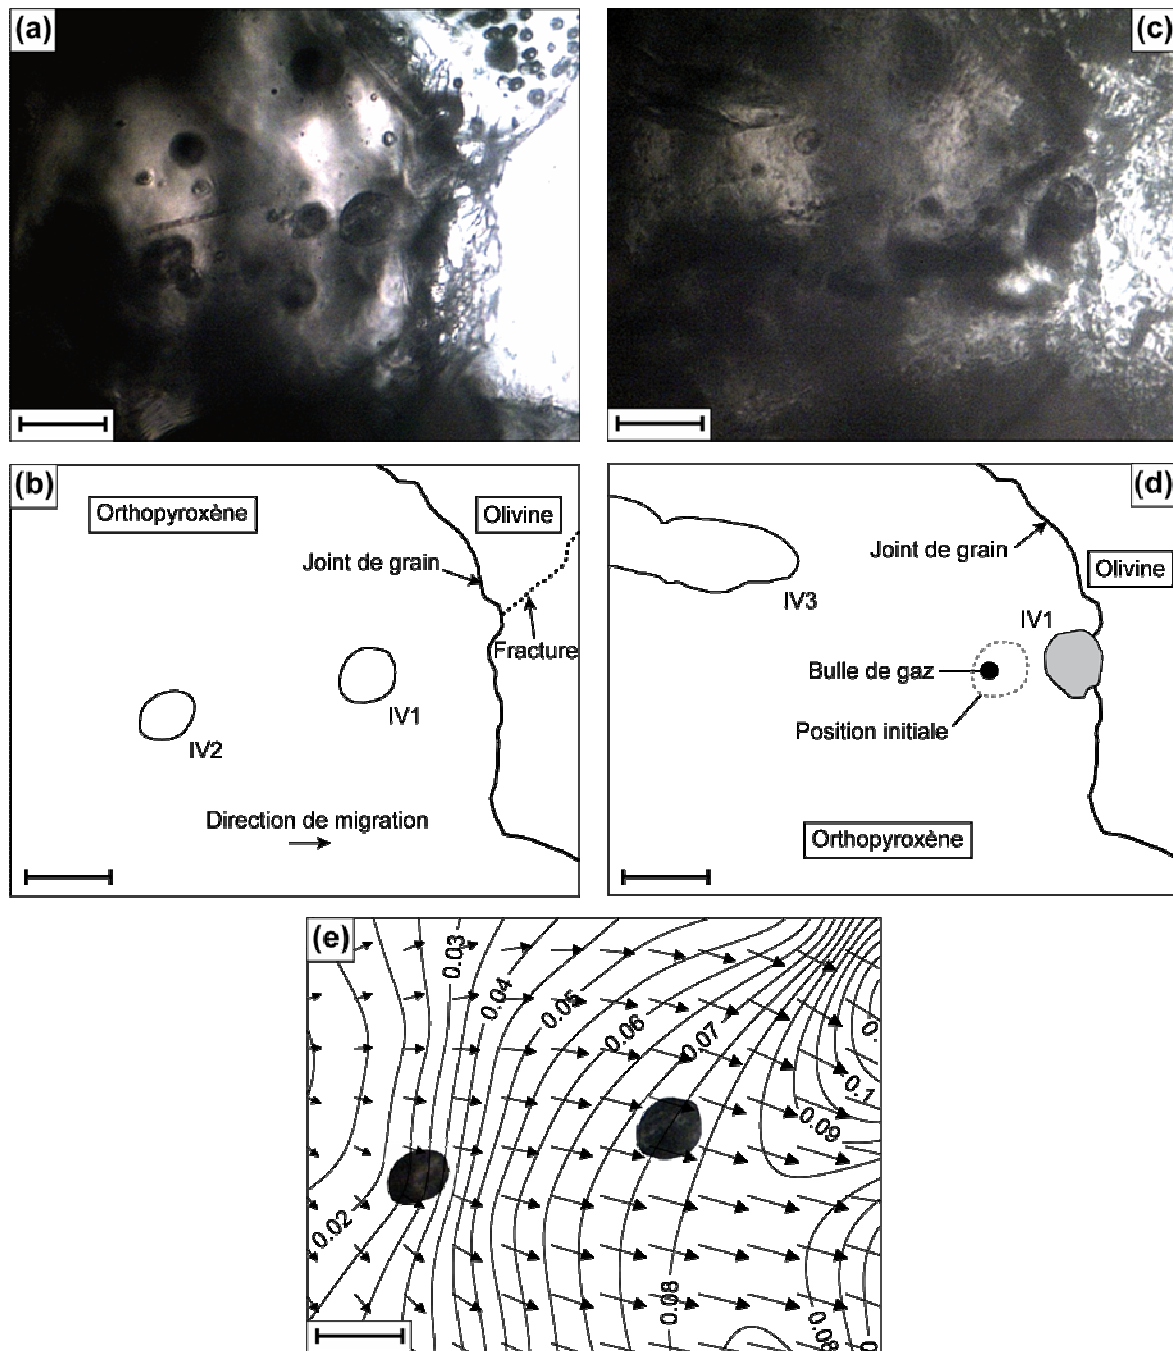 (a)
(c)
(b)
Orthopyroxène
Olivine
Joint de grain
Fracture
IV1
IV2
Direction de migration
(d)
Joint de grain
Olivine
IV3
IV1
Bulle de gaz
Position initiale
Orthopyroxène
(e)
0.03
0.04
0.05
0.06
0.07
0.1
0.09
0.02
0.08
0.08